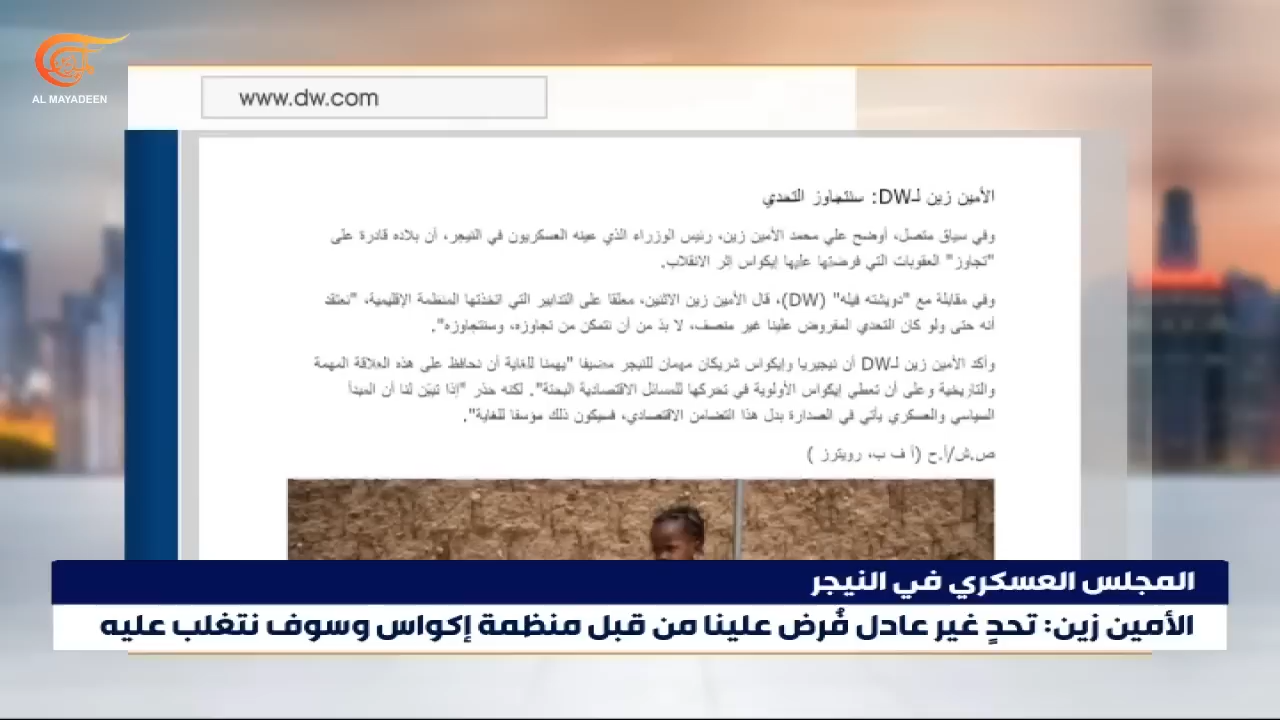 AL MAYADEEN
www.dw.com
الأمين زين لـDW: سنتجاوز التحدي
وفي سياق متصل، أوضح علي محمد الأمين زين، رئيس الوزراء الذي عينه العسكريون في النيجر، أن بلاده قادرة على
"تجاوز" العقوبات التي فرضتها عليها إيكواس إثر الانقلاب.
وفي مقابلة مع "دويتشه فيله" (DW)، قال الأمين زين الاثنين، معلقا على التدابير التي اتخذتها المنظمة الإقليمية، "نعتقد
أنه حتى ولو كان التحدي المفروض علينا غير منصف، لا بدّ من أن نتمكن من تجاوزه، وسنتجاوزه".
وأكد الأمين زين لـDW أن نيجيريا وإيكواس شريكان مهمان للنيجر مضيفا "يهمنا للغاية أن نحافظ على هذه العلاقة المهمة
والتاريخية وعلى أن تعطي إيكواس الأولوية في تحركها للمسائل الاقتصادية البحتة". لكنه حذر "إذا تبيّن لنا أن المبدأ
السياسي والعسكري يأتي في الصدارة بدل هذا التضامن الاقتصادي، فسيكون ذلك مؤسفا للغاية".
ص.ش/أ.ح (أ ف ب، رويترز )
المجلس العسكري في النيجر
الأمين زين: تحدٍ غير عادل فُرض علينا من قبل منظمة إكواس وسوف نتغلب عليه